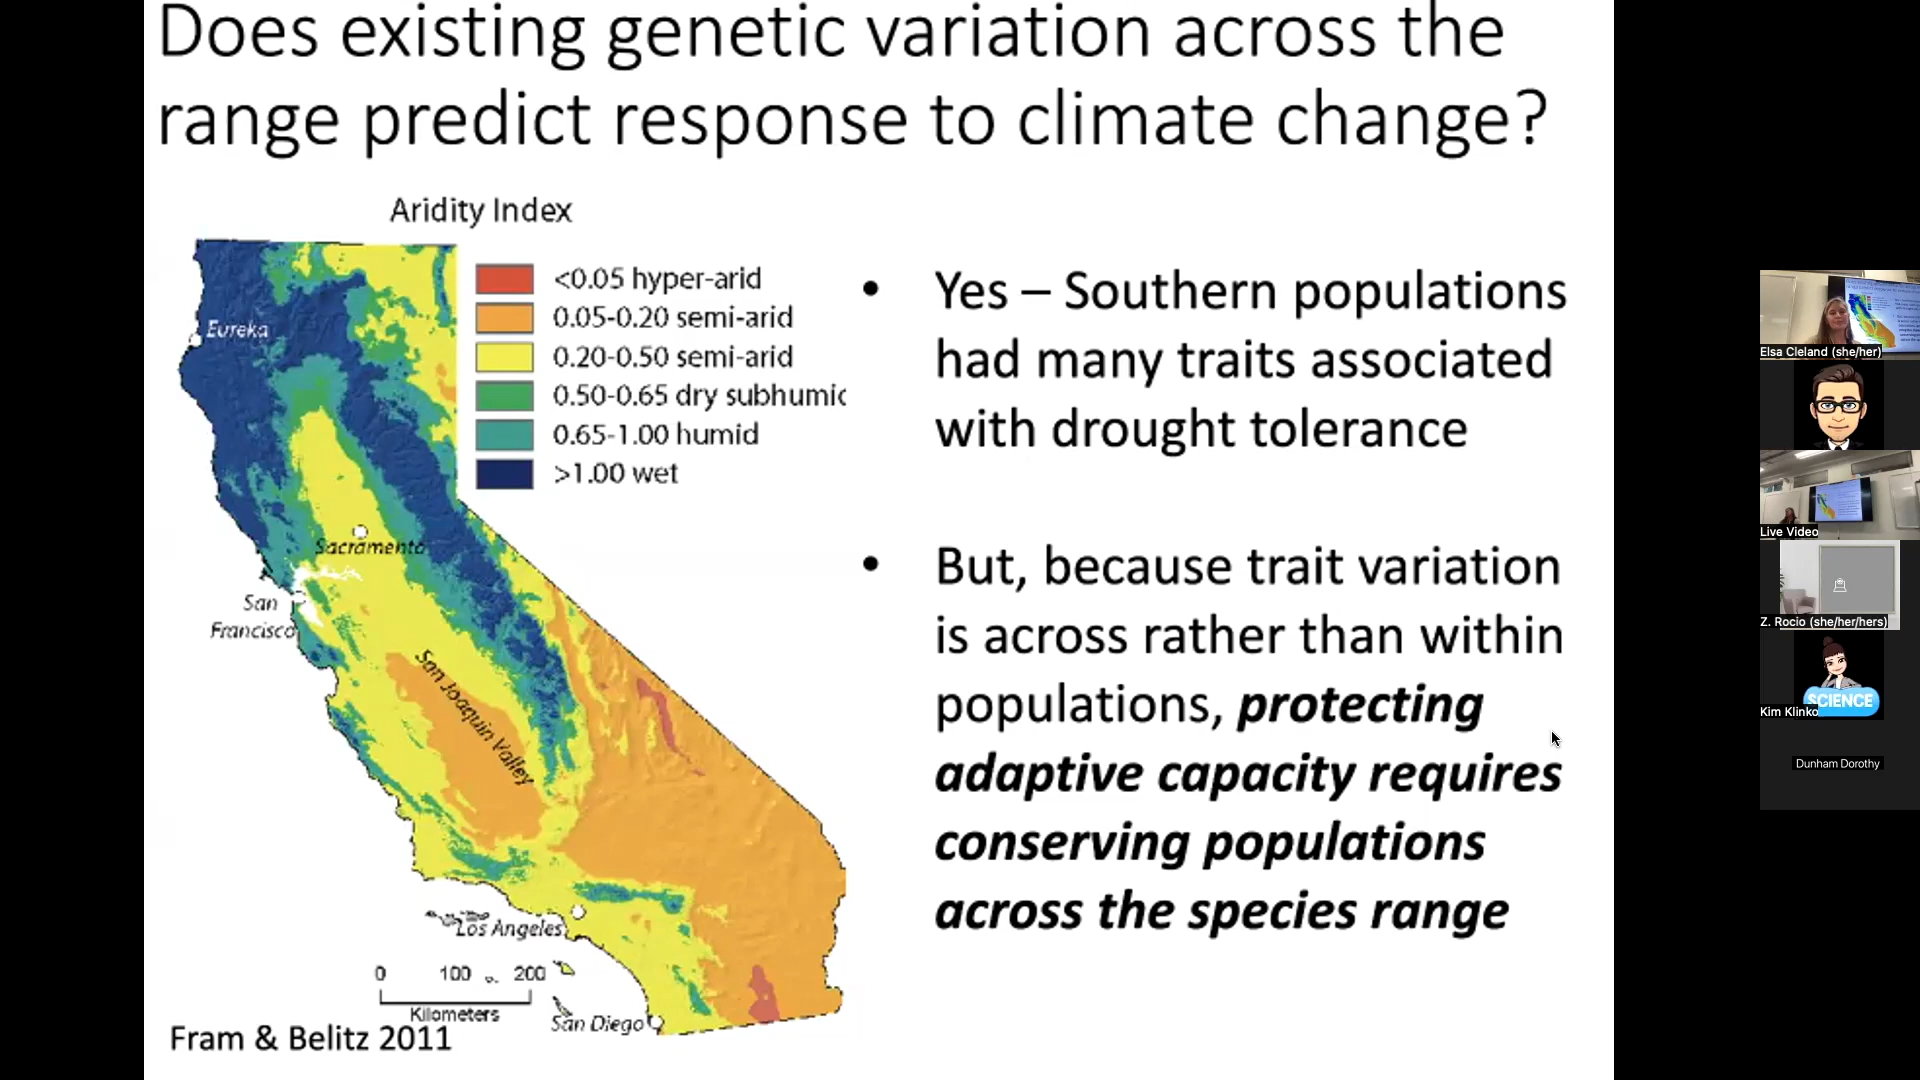 Does existing genetic variation across the
range predict response to climate change?
Aridity Index
<0.05 hyper-arid
0.05-0.20 semi-arid
0.20-0.50 semi-arid
0.50-0.65 dry subhumic
0.65-1.00 humid
>1.00 wet
Eureka
Sacramento
San
Francisco
San Joaquin Valley
Los Angeles
San Diego
0 100 200
Kilometers
Fram & Belitz 2011
• Yes – Southern populations
had many traits associated
with drought tolerance
• But, because trait variation
is across rather than within
populations, protecting
adaptive capacity requires
conserving populations
across the species range
Elsa Cleland (she/her)
Live Video
Z. Rocio (she/her/hers)
SCIENCE
Kim Klinko
Dunham Dorothy